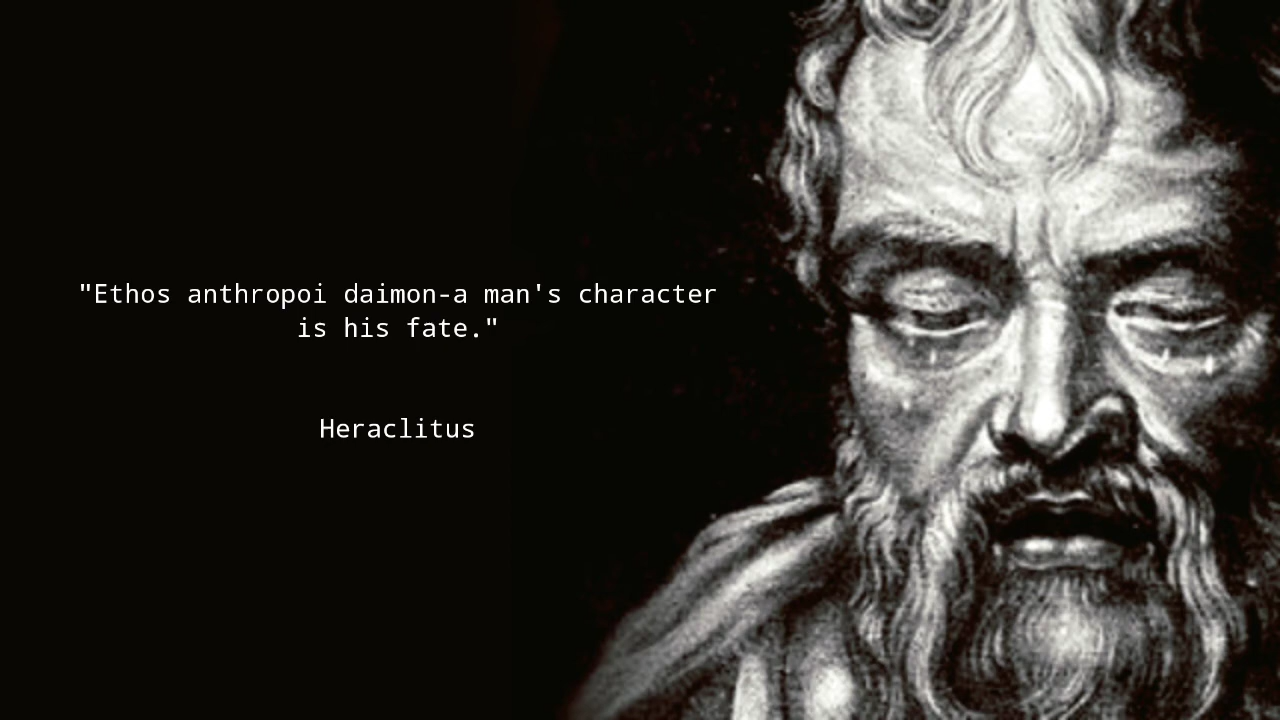 "Ethos anthropoi daimon-a man's character
is his fate."
Heraclitus